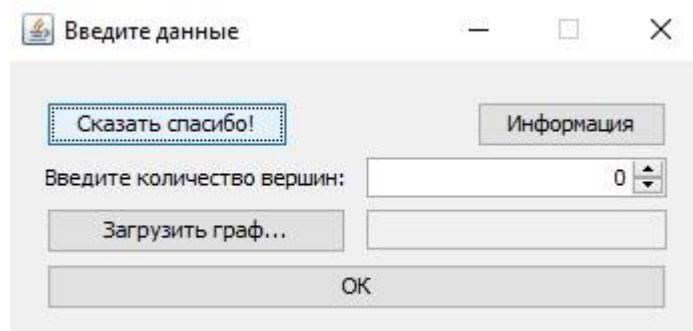 Введите данные
Сказать спасибо! Информация
Введите количество вершин: 0
Загрузить граф...
OK